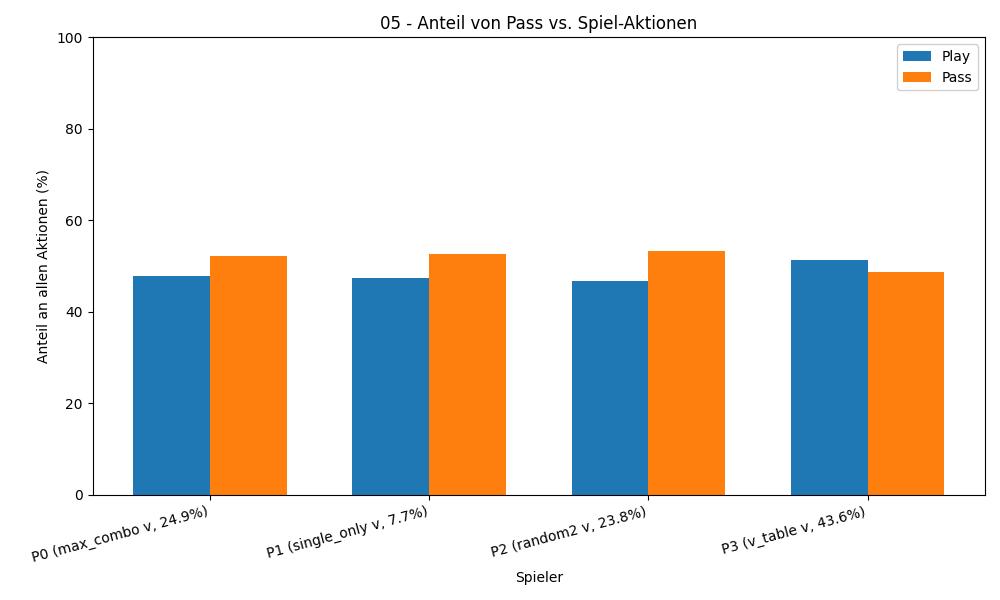 05 - Anteil von Pass vs. Spiel-Aktionen
Play
Pass
Anteil an allen Aktionen (%)
100
80
60
40
20
0
P0 (max_combo v, 24.9%)
P1 (single_only v, 7.7%)
P2 (random2 v, 23.8%)
P3 (v_table v, 43.6%)
Spieler